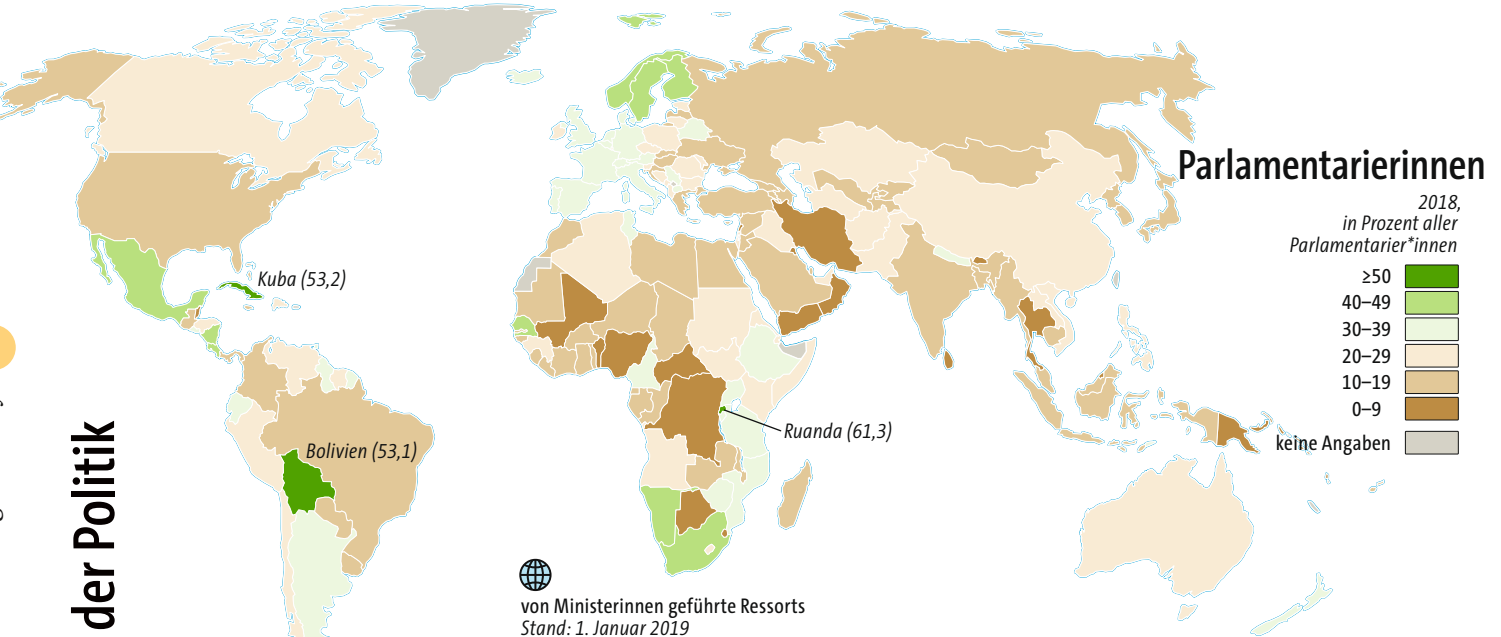 der Politik
Parlamentarierinnen
2018,
in Prozent aller
Parlamentarier*innen
≥50
40–49
30–39
20–29
10–19
0–9
keine Angaben
Kuba (53,2)
Bolivien (53,1)
Ruanda (61,3)
von Ministerinnen geführte Ressorts
Stand: 1. Januar 2019